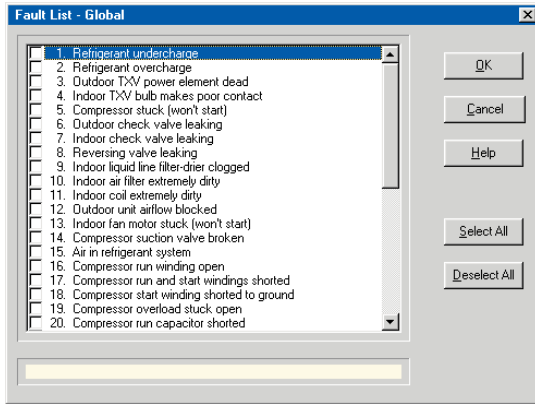 Fault List - Global
1. Refrigerant undercharge
2. Refrigerant overcharge
3. Outdoor TXV power element dead
4. Indoor TXV bulb makes poor contact
5. Compressor stuck (won't start)
6. Outdoor check valve leaking
7. Indoor check valve leaking
8. Reversing valve leaking
9. Indoor liquid line filter-drier clogged
10. Indoor air filter extremely dirty
11. Indoor coil extremely dirty
12. Outdoor unit airflow blocked
13. Indoor fan motor stuck (won't start)
14. Compressor suction valve broken
15. Air in refrigerant system
16. Compressor run winding open
17. Compressor run and start windings shorted
18. Compressor start winding shorted to ground
19. Compressor overload stuck open
20. Compressor run capacitor shorted
OK
Cancel
Help
Select All
Deselect All